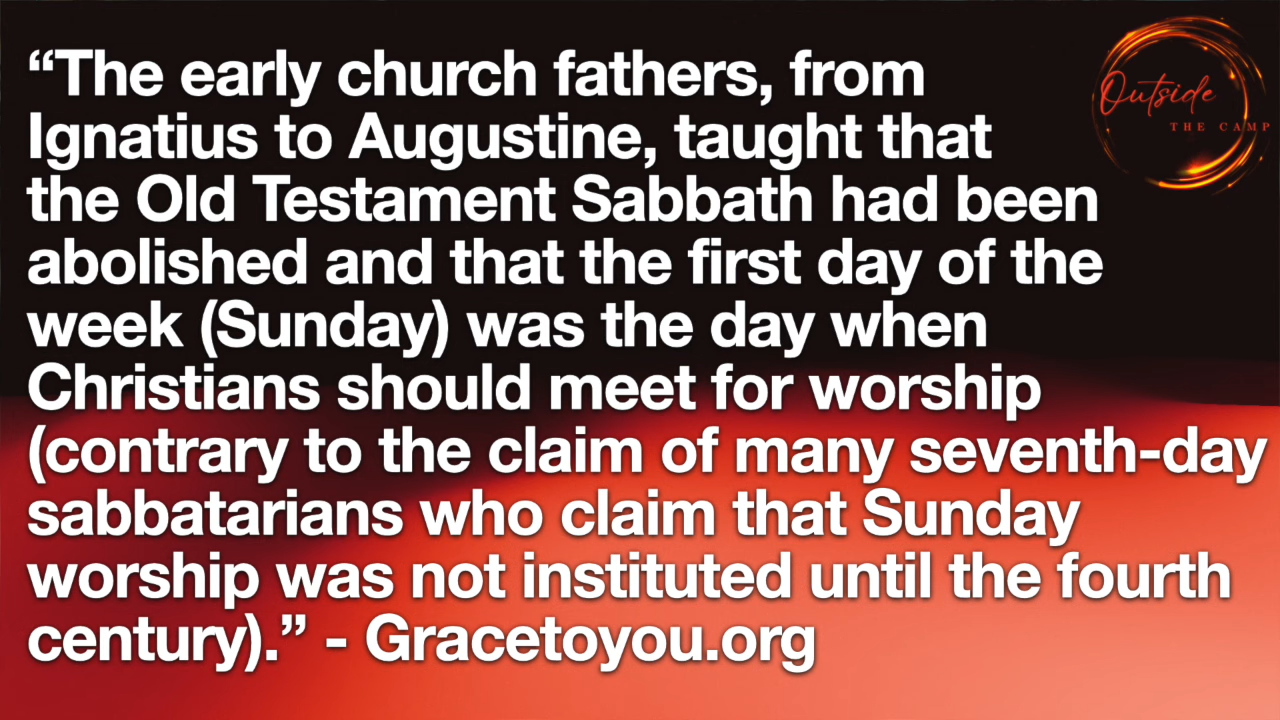 “The early church fathers, from
Ignatius to Augustine, taught that
the Old Testament Sabbath had been
abolished and that the first day of the
week (Sunday) was the day when
Christians should meet for worship
(contrary to the claim of many seventh-day
sabbatarians who claim that Sunday
worship was not instituted until the fourth
century).” - Gracetoyou.org
Outside
THE CAMP